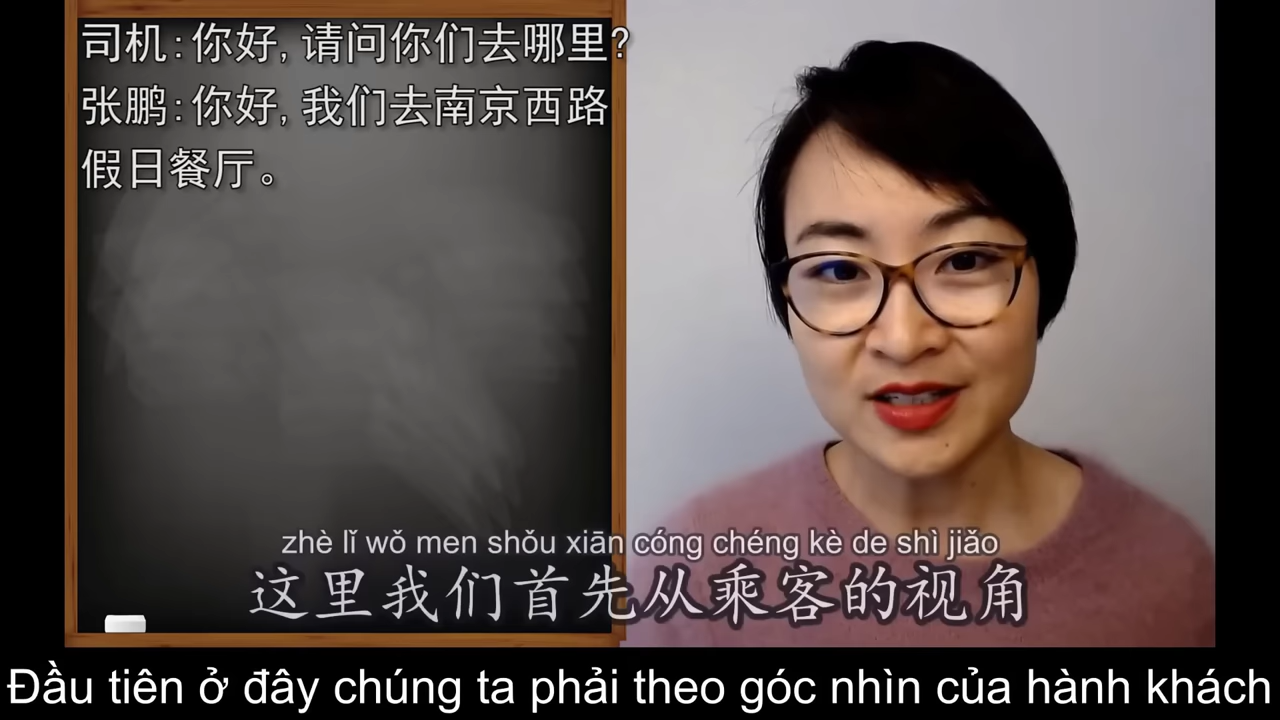 司机:你好,请问你们去哪里?
张鹏:你好,我们去南京西路
假日餐厅。
zhè lǐ wǒ men shǒu xiān cóng chéng kè de shì jiǎo
这里我们首先从乘客的视角
Đầu tiên ở đây chúng ta phải theo góc nhìn của hành khách